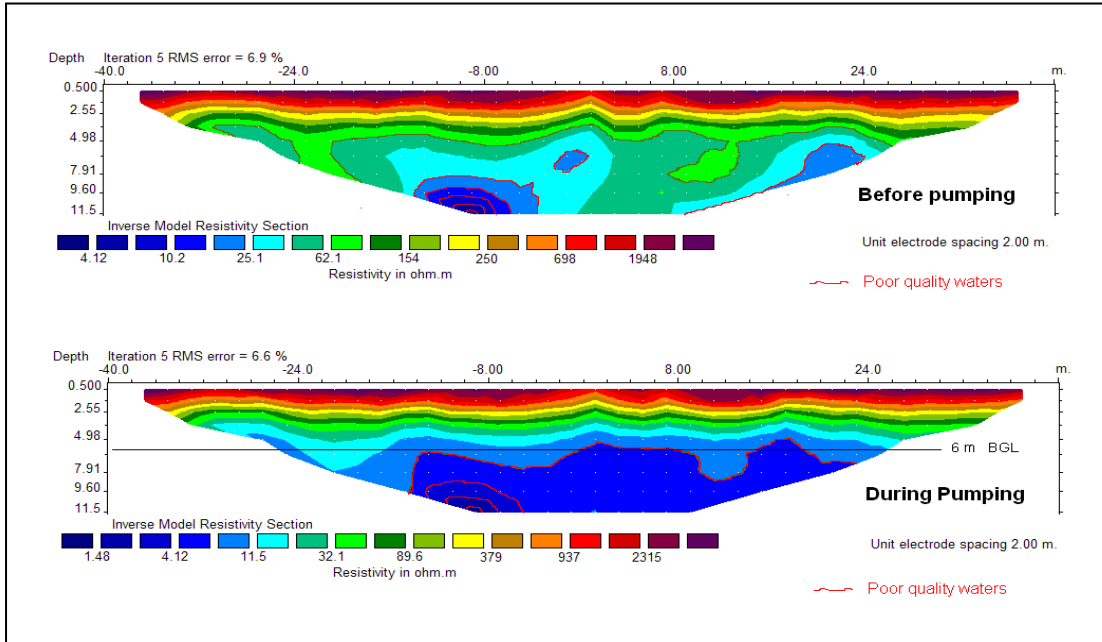 Depth Iteration 5 RMS error = 6.9 %
-40.0 -24.0 -8.00 8.00 24.0 m.
0.500
2.55
4.98
7.91
9.60
11.5
Before pumping
Inverse Model Resistivity Section
4.12 10.2 25.1 62.1 154 250 698 1948
Resistivity in ohm.m
Unit electrode spacing 2.00 m.
Poor quality waters
Depth Iteration 5 RMS error = 6.6 %
-40.0 -24.0 -8.00 8.00 24.0 m.
0.500
2.55
4.98
6 m BGL
7.91
9.60
11.5
During Pumping
Inverse Model Resistivity Section
1.48 4.12 11.5 32.1 89.6 379 937 2315
Resistivity in ohm.m
Unit electrode spacing 2.00 m.
Poor quality waters